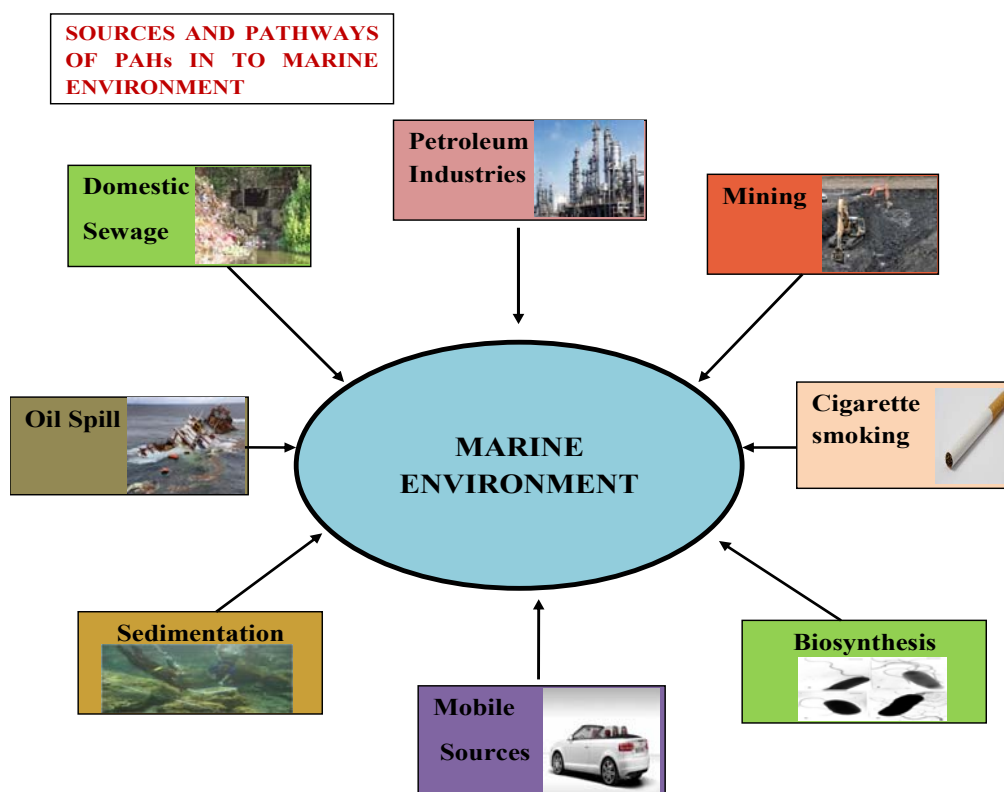 SOURCES AND PATHWAYS
OF PAHs IN TO MARINE
ENVIRONMENT
Petroleum
Industries
Domestic
Sewage
Mining
Oil Spill
Cigarette
smoking
MARINE
ENVIRONMENT
Sedimentation
Biosynthesis
Mobile
Sources